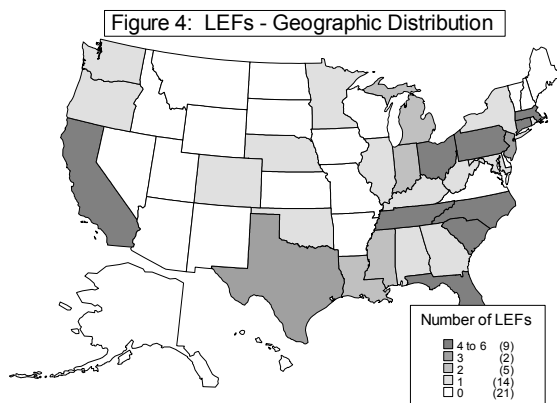 Figure 4: LEFs - Geographic Distribution
Number of LEFs
4 to 6 (9)
3 (2)
2 (5)
1 (14)
0 (21)